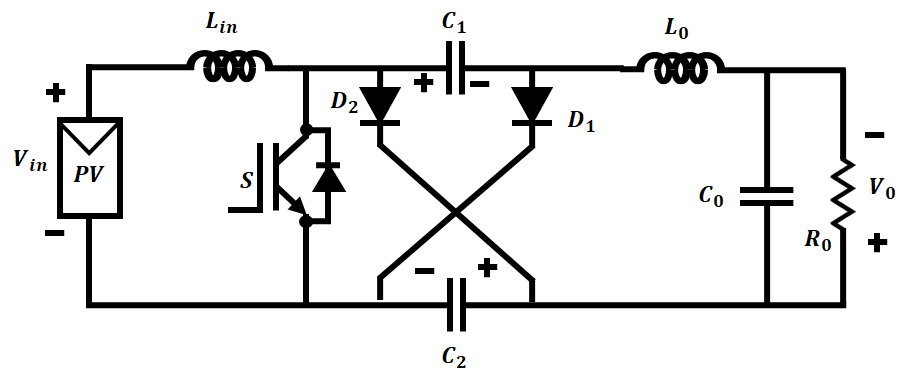 L_in
C_1
L_0
+
+
−
D_2
D_1
V_in
PV
S
−
V_0
C_0
R_0
−
−
+
+
C_2